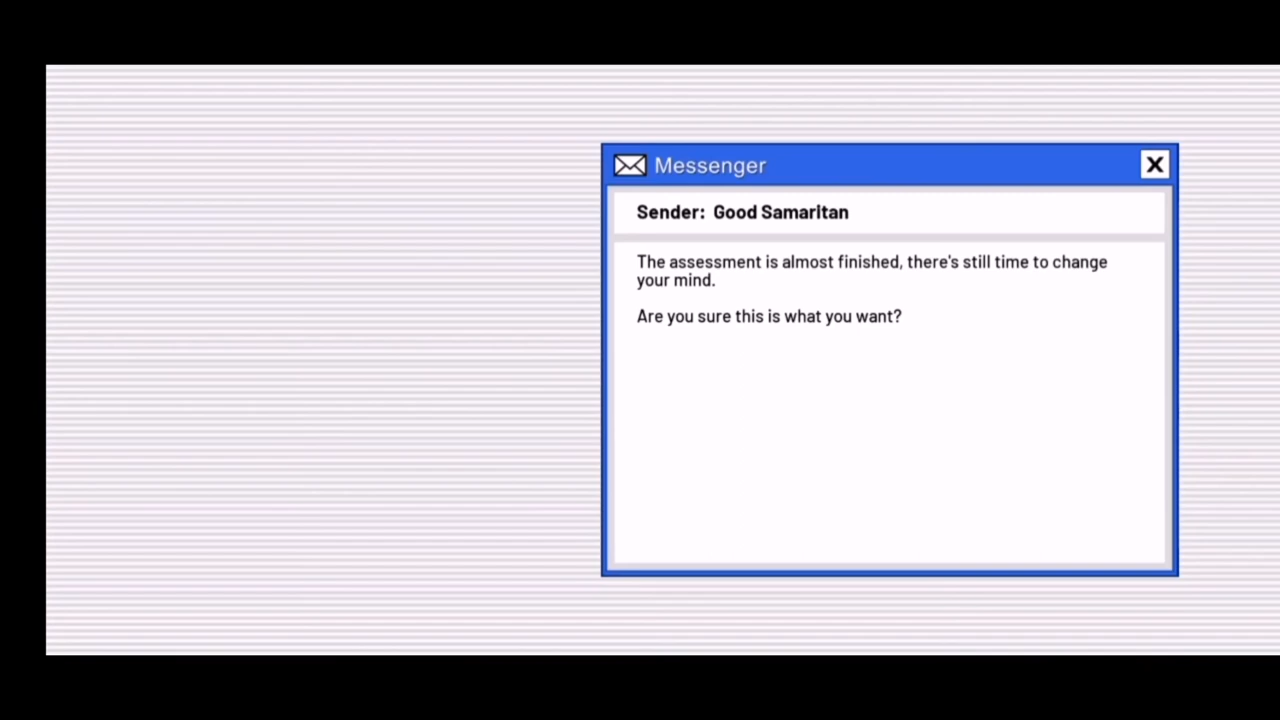 Messenger
X
Sender: Good Samaritan
The assessment is almost finished, there's still time to change
your mind.
Are you sure this is what you want?